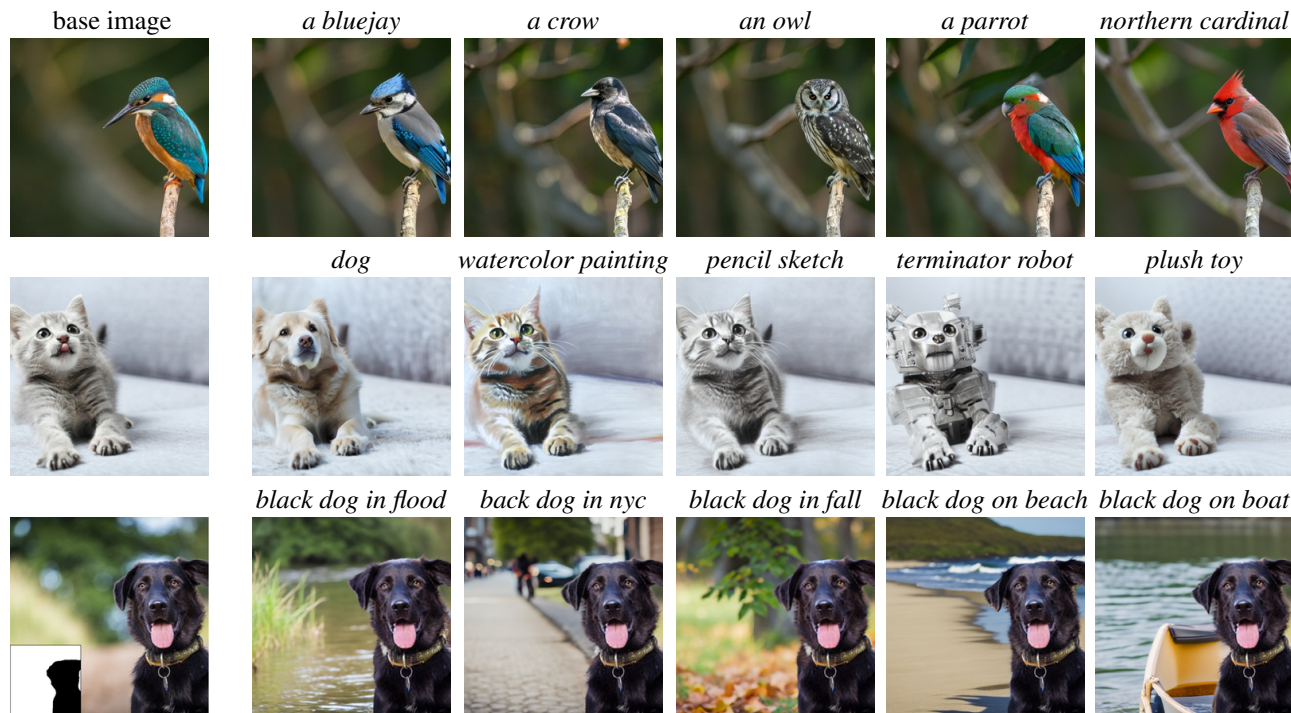 base image a bluejay a crow an owl a parrot northern cardinal
dog watercolor painting pencil sketch terminator robot plush toy
black dog in flood back dog in nyc black dog in fall black dog on beach black dog on boat